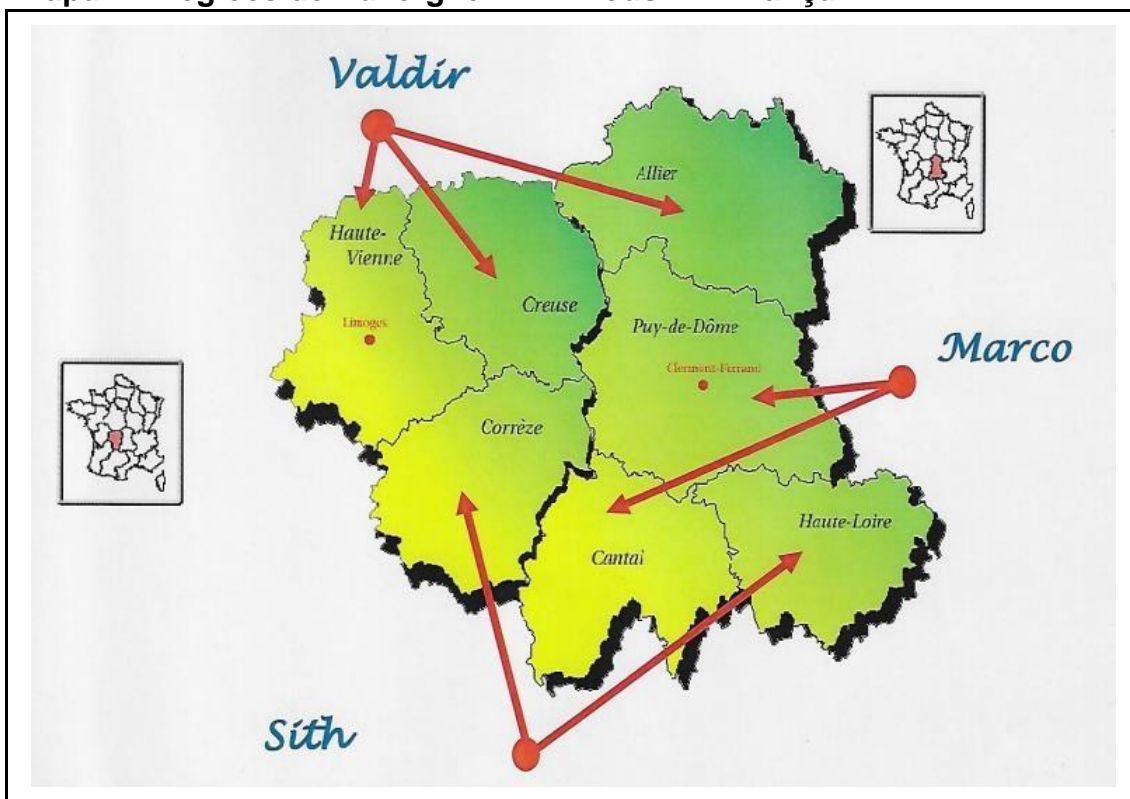 Valdir
Allier
Haute-
Vienne
Creuse
Limoges
Puy-de-Dôme
Clermont-Ferrand
Marco
Corrèze
Haute-Loire
Cantal
Sith